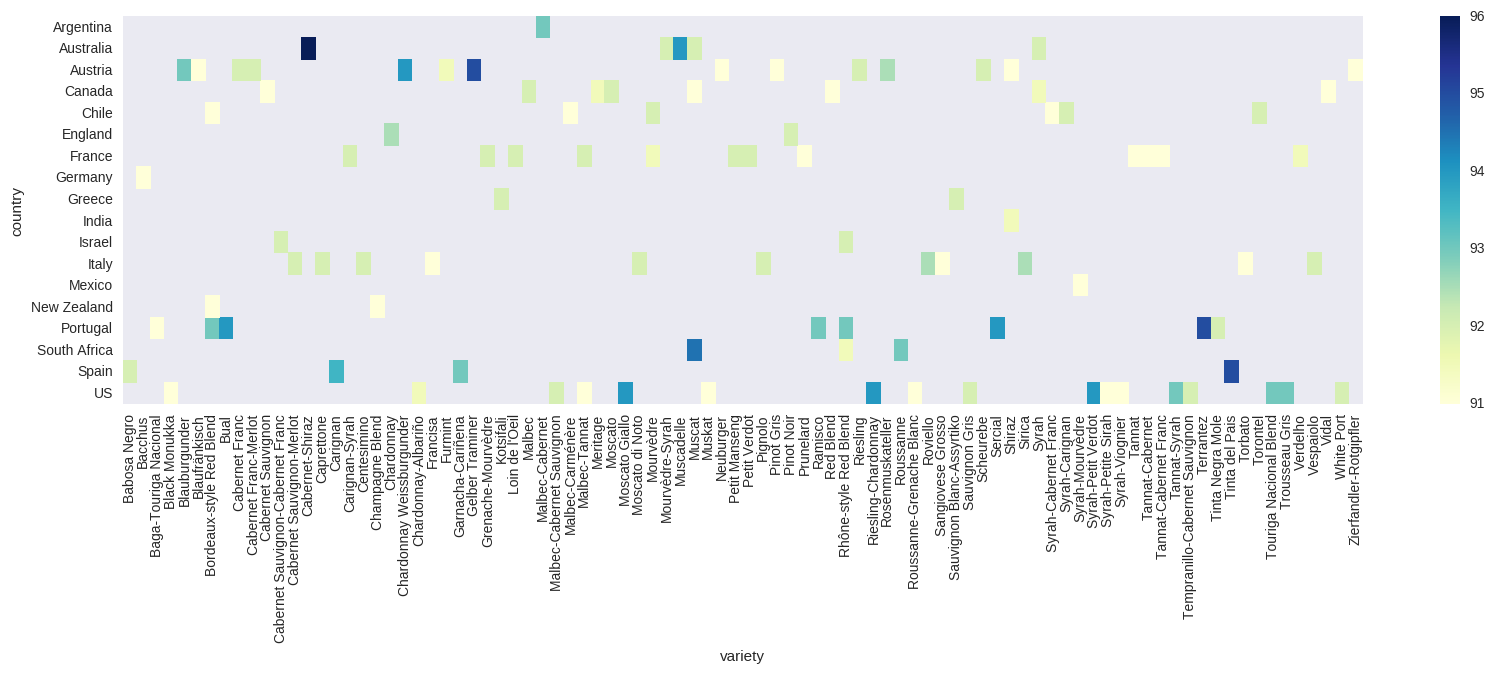 Argentina
Australia
Austria
Canada
Chile
England
France
Germany
Greece
India
Israel
Italy
Mexico
New Zealand
Portugal
South Africa
Spain
US
country
Babosa Negro
Bacchus
Baga-Touriga Nacional
Black Monukka
Blauburgunder
Blaufränkisch
Bordeaux-style Red Blend
Bual
Cabernet Franc
Cabernet Franc-Merlot
Cabernet Sauvignon
Cabernet Sauvignon-Cabernet Franc
Cabernet Sauvignon-Merlot
Cabernet-Shiraz
Caprettone
Carignan
Carignan-Syrah
Centesimino
Champagne Blend
Chardonnay
Chardonnay Weissburgunder
Chardonnay-Albariño
Francisa
Furmint
Garnacha-Cariñena
Gelber Traminer
Grenache-Mourvèdre
Kotsifali
Loin de l'Oeil
Malbec
Malbec-Cabernet
Malbec-Cabernet Sauvignon
Malbec-Carménère
Malbec-Tannat
Meritage
Moscato
Moscato Giallo
Moscato di Noto
Mourvèdre
Mourvèdre-Syrah
Muscadelle
Muscat
Muskat
Neuburger
Petit Manseng
Petit Verdot
Pignolo
Pinot Gris
Pinot Noir
Prunelard
Ramisco
Red Blend
Rhône-style Red Blend
Riesling
Riesling-Chardonnay
Rosenmuskateller
Roussanne
Roussanne-Grenache Blanc
Roviello
Sangiovese Grosso
Sauvignon Blanc-Assyrtiko
Sauvignon Gris
Scheurebe
Sercial
Shiraz
Sirica
Syrah
Syrah-Cabernet Franc
Syrah-Carignan
Syrah-Mourvèdre
Syrah-Petit Verdot
Syrah-Petite Sirah
Syrah-Viognier
Tannat
Tannat-Cabernet
Tannat-Cabernet Franc
Tannat-Syrah
Tempranillo-Cabernet Sauvignon
Terrantez
Tinta Negra Mole
Tinta del Pais
Torbato
Torontel
Touriga Nacional Blend
Trousseau Gris
Verdelho
Vespaiolo
Vidal
White Port
Zierfandler-Rotgipfler
variety
96
95
94
93
92
91